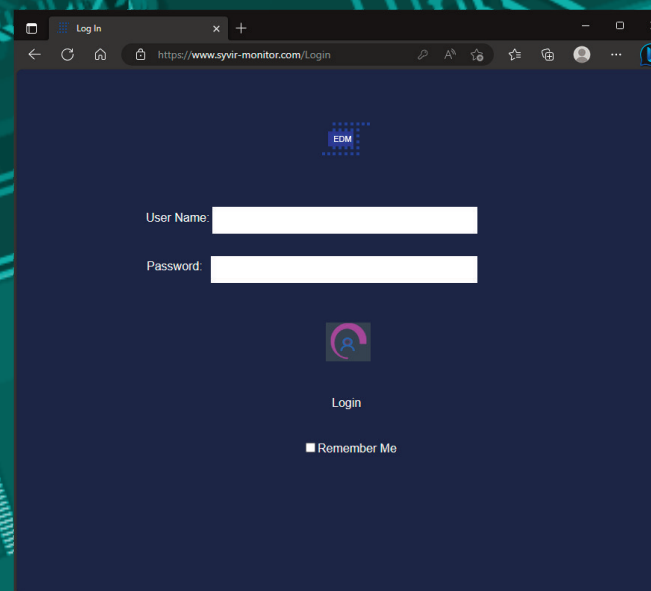 Log In
https://www.syvir-monitor.com/Login
EDM
User Name:
Password:
Login
Remember Me